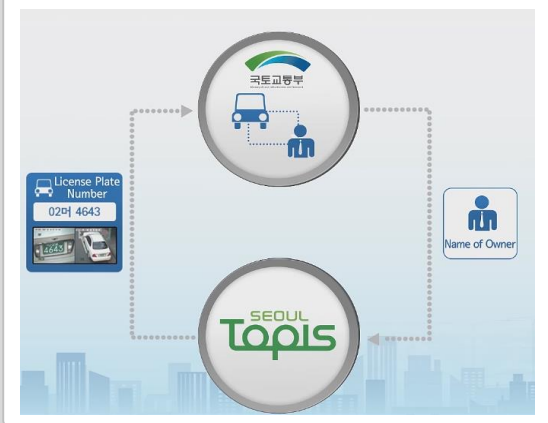 국토교통부
License Plate
Number
02머 4643
4643
Name of Owner
SEOUL
Topis